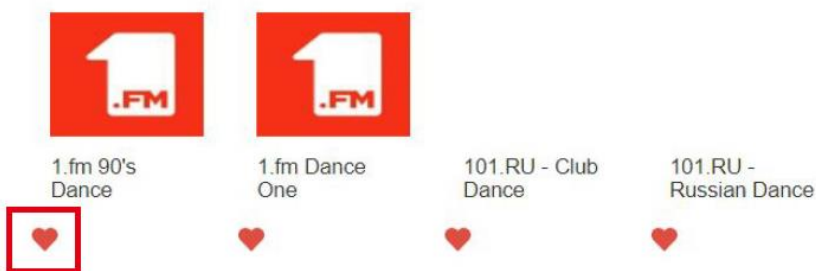 .FM
.FM
1.fm 90's
Dance
1.fm Dance
One
101.RU - Club
Dance
101.RU -
Russian Dance